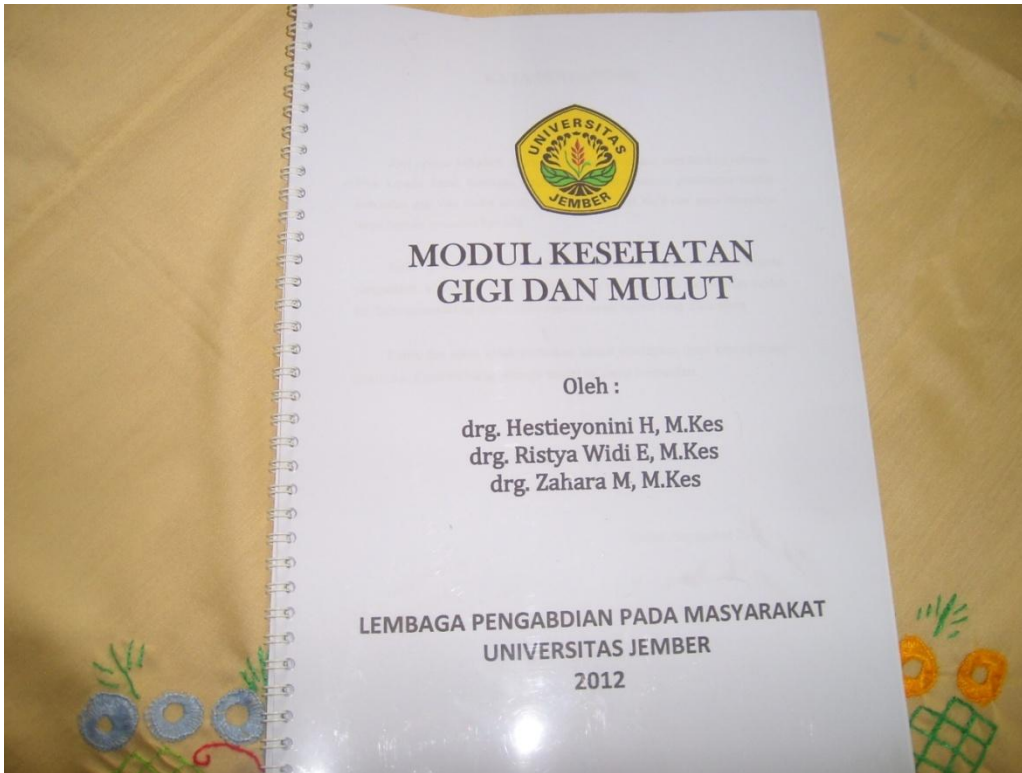 UNIVERSITAS
JEMBER
MODUL KESEHATAN
GIGI DAN MULUT
Oleh :
drg. Hestieyonini H, M.Kes
drg. Ristya Widi E, M.Kes
drg. Zahara M, M.Kes
LEMBAGA PENGABDIAN PADA MASYARAKAT
UNIVERSITAS JEMBER
2012